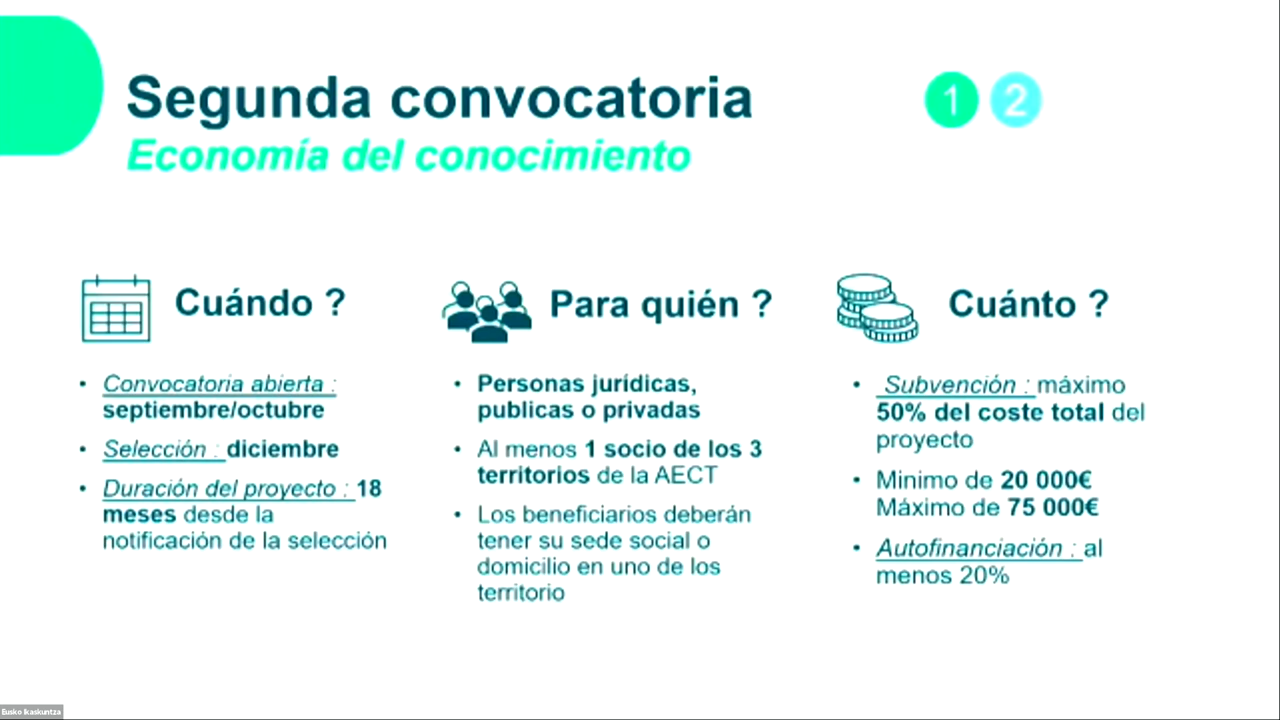 Segunda convocatoria
Economía del conocimiento
1 2
Cuándo ?
• Convocatoria abierta :
septiembre/octubre
• Selección : diciembre
• Duración del proyecto : 18
meses desde la
notificación de la selección
Para quién ?
• Personas jurídicas,
publicas o privadas
• Al menos 1 socio de los 3
territorios de la AECT
• Los beneficiarios deberán
tener su sede social o
domicilio en uno de los
territorio
Cuánto ?
• Subvención : máximo
50% del coste total del
proyecto
• Minimo de 20 000€
Máximo de 75 000€
• Autofinanciación : al
menos 20%
Eusko Ikaskuntza